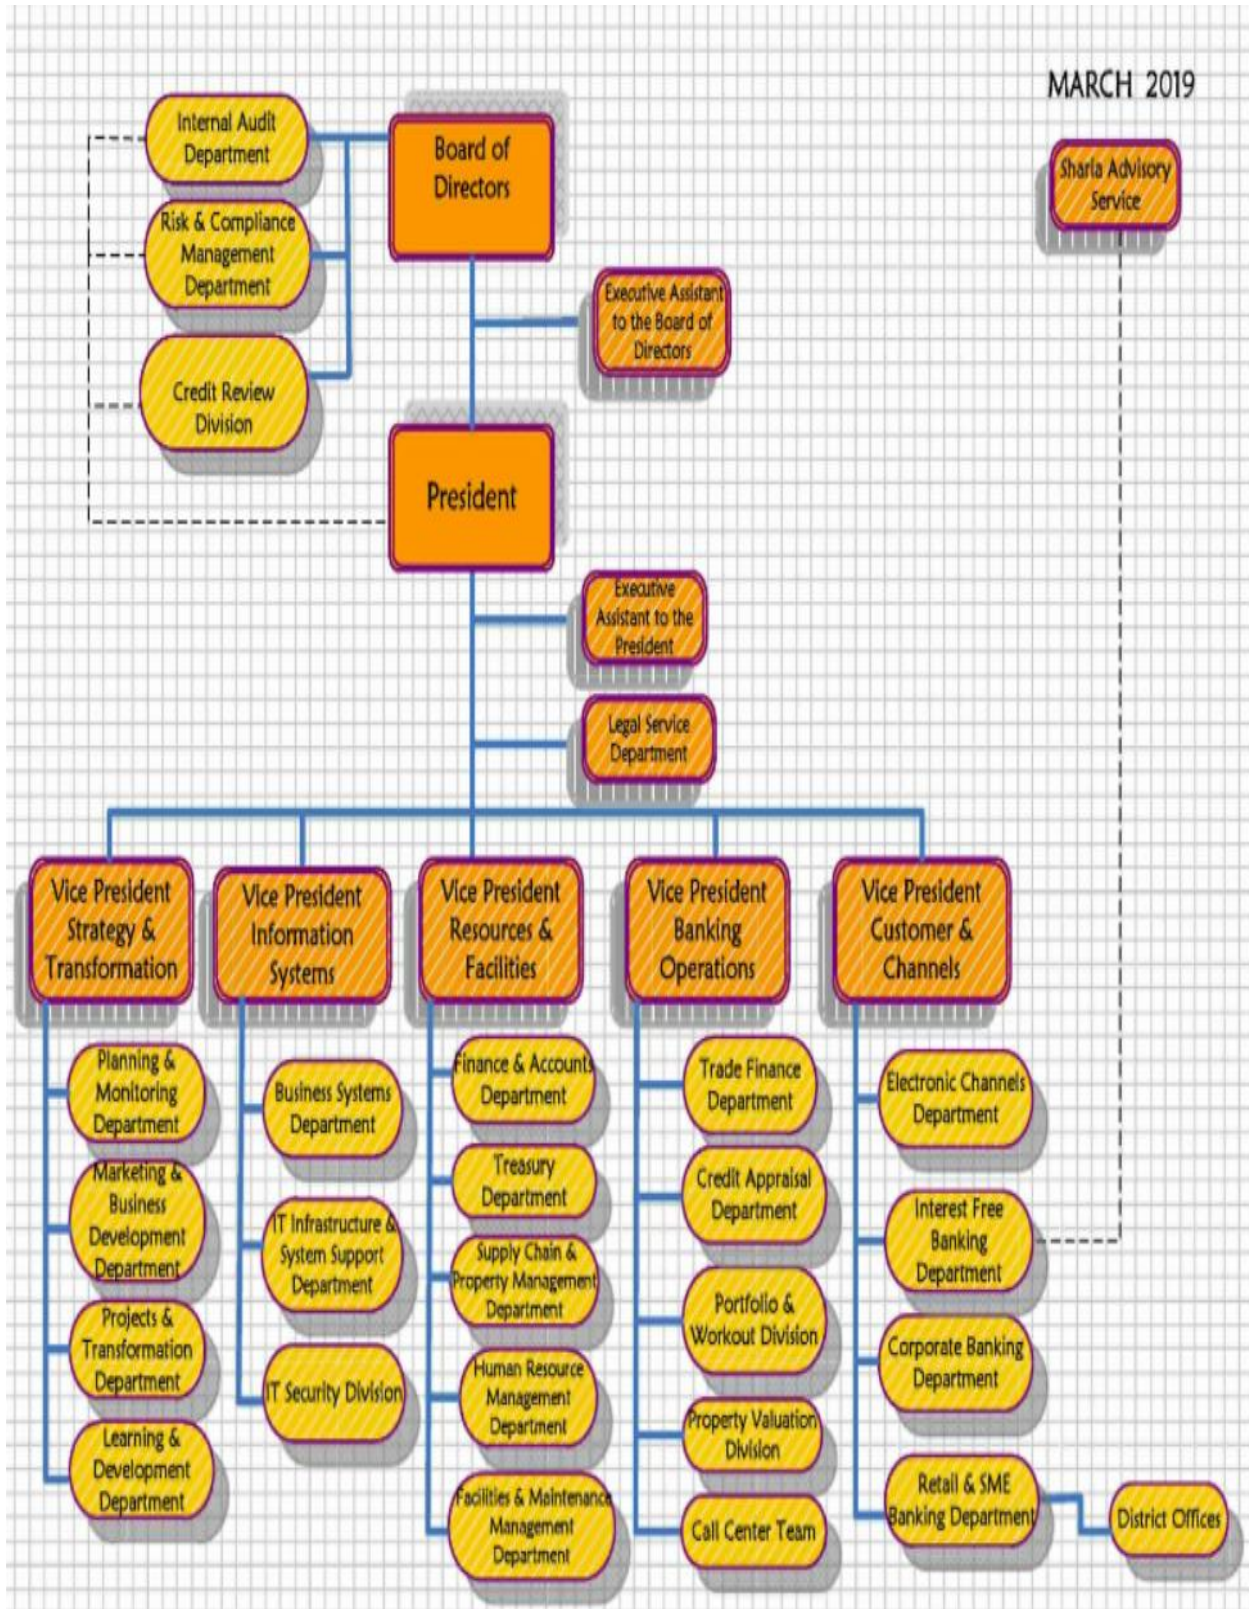 MARCH 2019
Internal Audit
Department
Board of
Directors
Sharia Advisory
Service
Risk & Compliance
Management
Department
Executive Assistant
to the Board of
Directors
Credit Review
Division
President
Executive
Assistant to the
President
Legal Service
Department
Vice President
Strategy &
Transformation
Vice President
Information
Systems
Vice President
Resources &
Facilities
Vice President
Banking
Operations
Vice President
Customer &
Channels
Planning &
Monitoring
Department
Marketing &
Business
Development
Department
Projects &
Transformation
Department
Learning &
Development
Department
Business Systems
Department
IT Infrastructure &
System Support
Department
IT Security Division
Finance & Accounts
Department
Treasury
Department
Supply Chain &
Property Management
Department
Human Resource
Management
Department
Facilities & Maintenance
Management
Department
Trade Finance
Department
Credit Appraisal
Department
Portfolio &
Workout Division
Property Valuation
Division
Call Center Team
Electronic Channels
Department
Interest Free
Banking
Department
Corporate Banking
Department
Retail & SME
Banking Department
District Offices